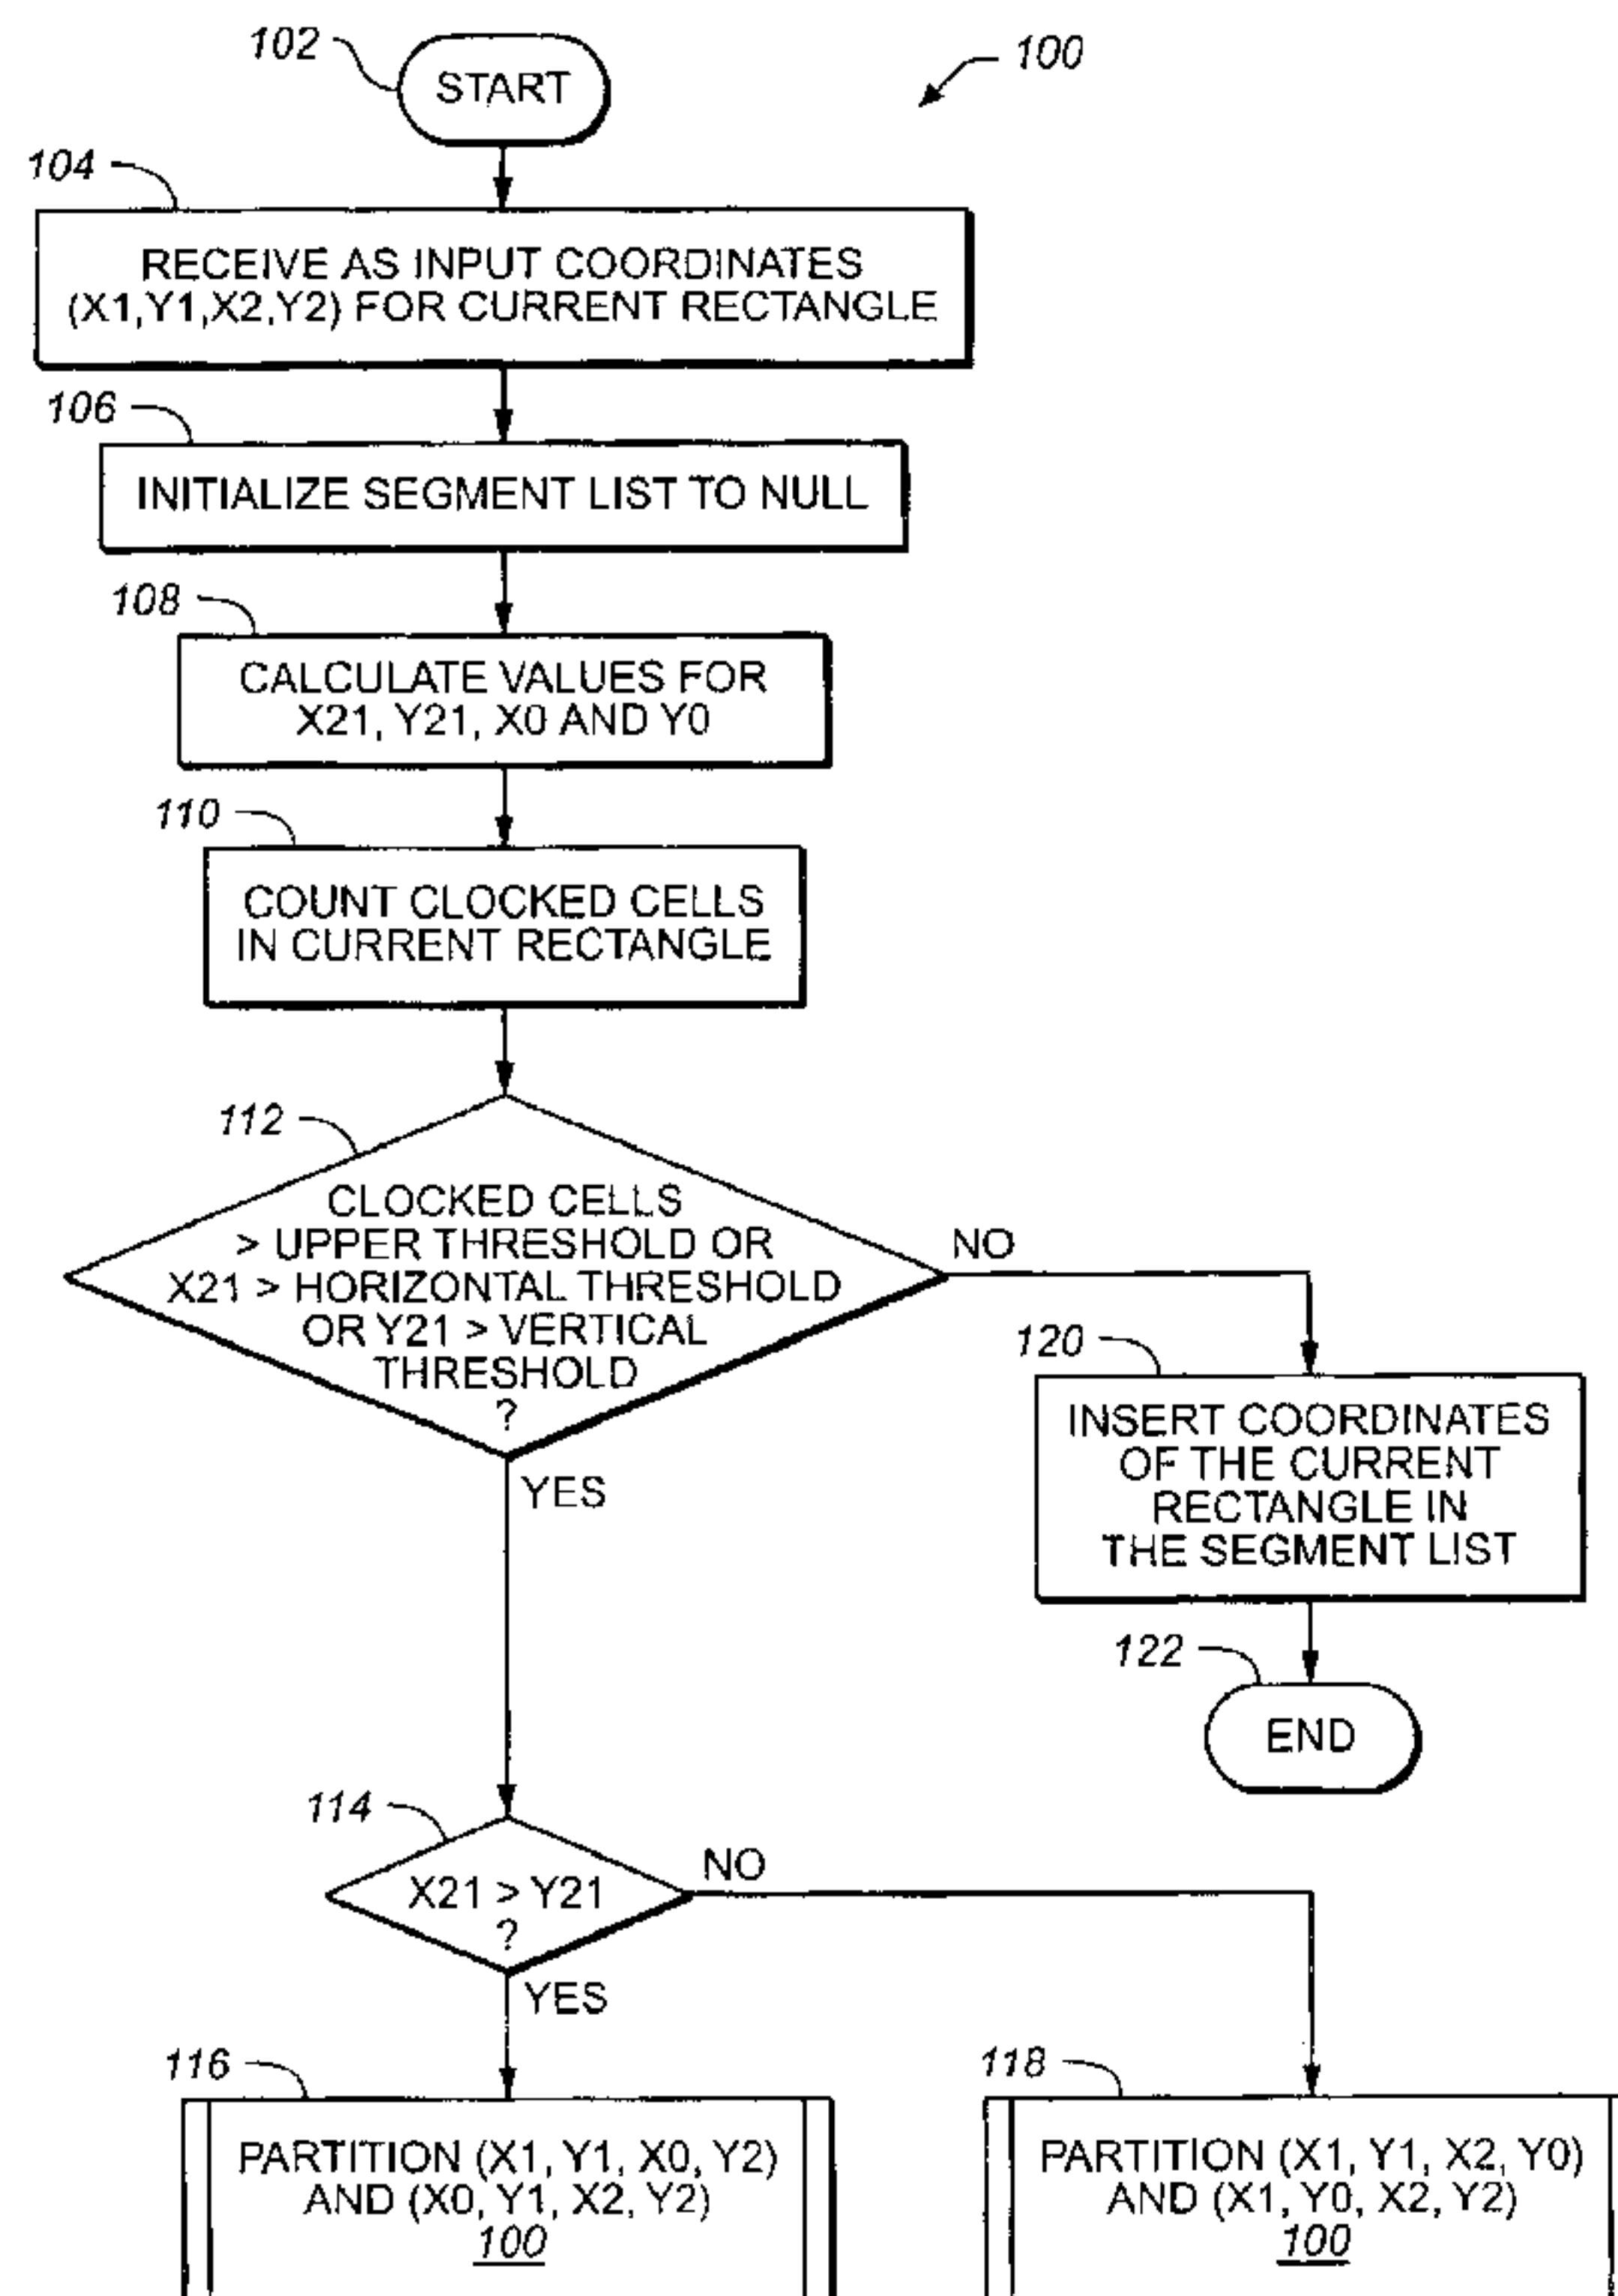 102
START
100
104
RECEIVE AS INPUT COORDINATES
(X1,Y1,X2,Y2) FOR CURRENT RECTANGLE
106
INITIALIZE SEGMENT LIST TO NULL
108
CALCULATE VALUES FOR
X21, Y21, X0 AND Y0
110
COUNT CLOCKED CELLS
IN CURRENT RECTANGLE
112
CLOCKED CELLS
> UPPER THRESHOLD OR
X21 > HORIZONTAL THRESHOLD
OR Y21 > VERTICAL
THRESHOLD
?
NO
YES
120
INSERT COORDINATES
OF THE CURRENT
RECTANGLE IN
THE SEGMENT LIST
122
END
114
X21 > Y21
?
NO
YES
116
PARTITION (X1, Y1, X0, Y2)
AND (X0, Y1, X2, Y2)
100
118
PARTITION (X1, Y1, X2, Y0)
AND (X1, Y0, X2, Y2)
100